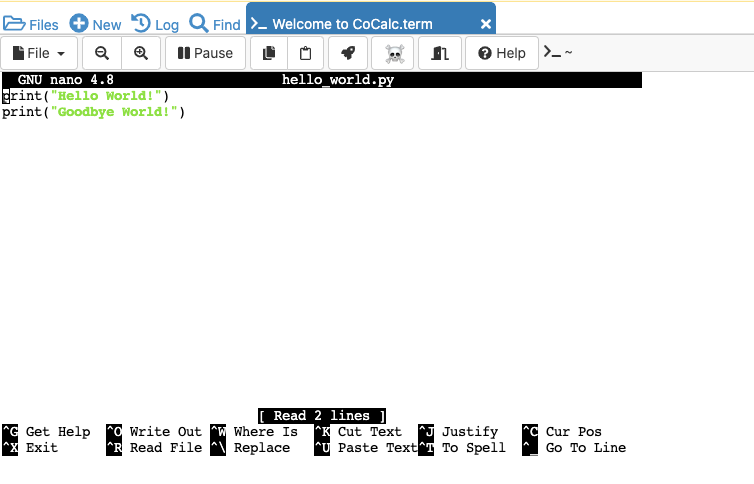 Files New Log Find >_ Welcome to CoCalc.term ×
File Pause Help >_ ~
GNU nano 4.8 hello_world.py
print("Hello World!")
print("Goodbye World!")
[ Read 2 lines ]
^G Get Help ^O Write Out ^W Where Is ^K Cut Text ^J Justify ^C Cur Pos
^X Exit ^R Read File ^\ Replace ^U Paste Text ^T To Spell ^_ Go To Line